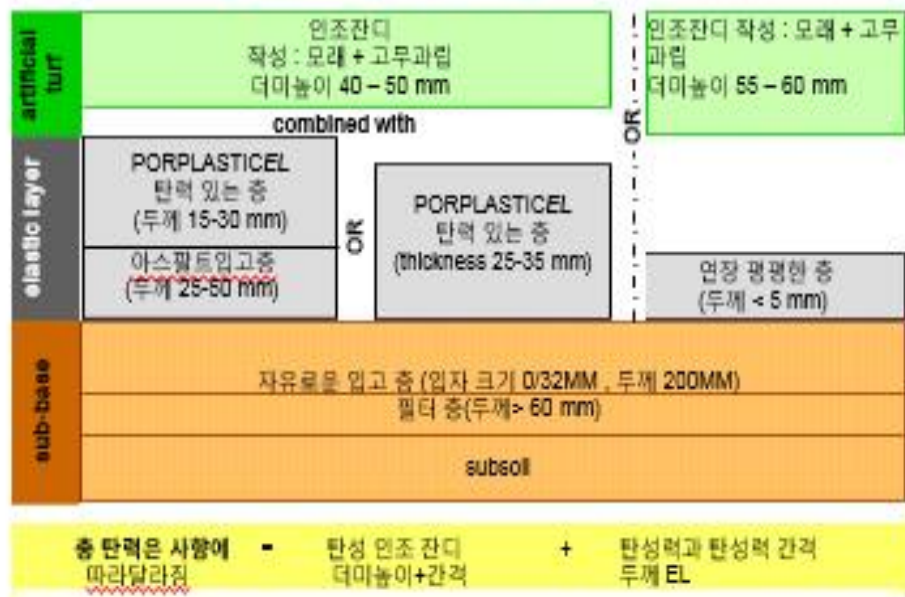 artificial turf
인조잔디
작성 : 모래 + 고무과립
더미높이 40 – 50 mm
OR
인조잔디 작성 : 모래 + 고무
과립
더미높이 55 – 60 mm
combined with
elastic layer
PORPLASTICEL
탄력 있는 층
(두께 15-30 mm)
아스팔트입고층
(두께 25-50 mm)
OR
PORPLASTICEL
탄력 있는 층
(thickness 25-35 mm)
연장 평평한 층
(두께 < 5 mm)
sub-base
자유로운 입고 층 (입자 크기 0/32MM , 두께 200MM)
필터 층(두께> 60 mm)
subsoil
층 탄력은 사항에
따라달라짐
=
탄성 인조 잔디
더미높이+간격
+
탄성력과 탄성력 간격
두께 EL